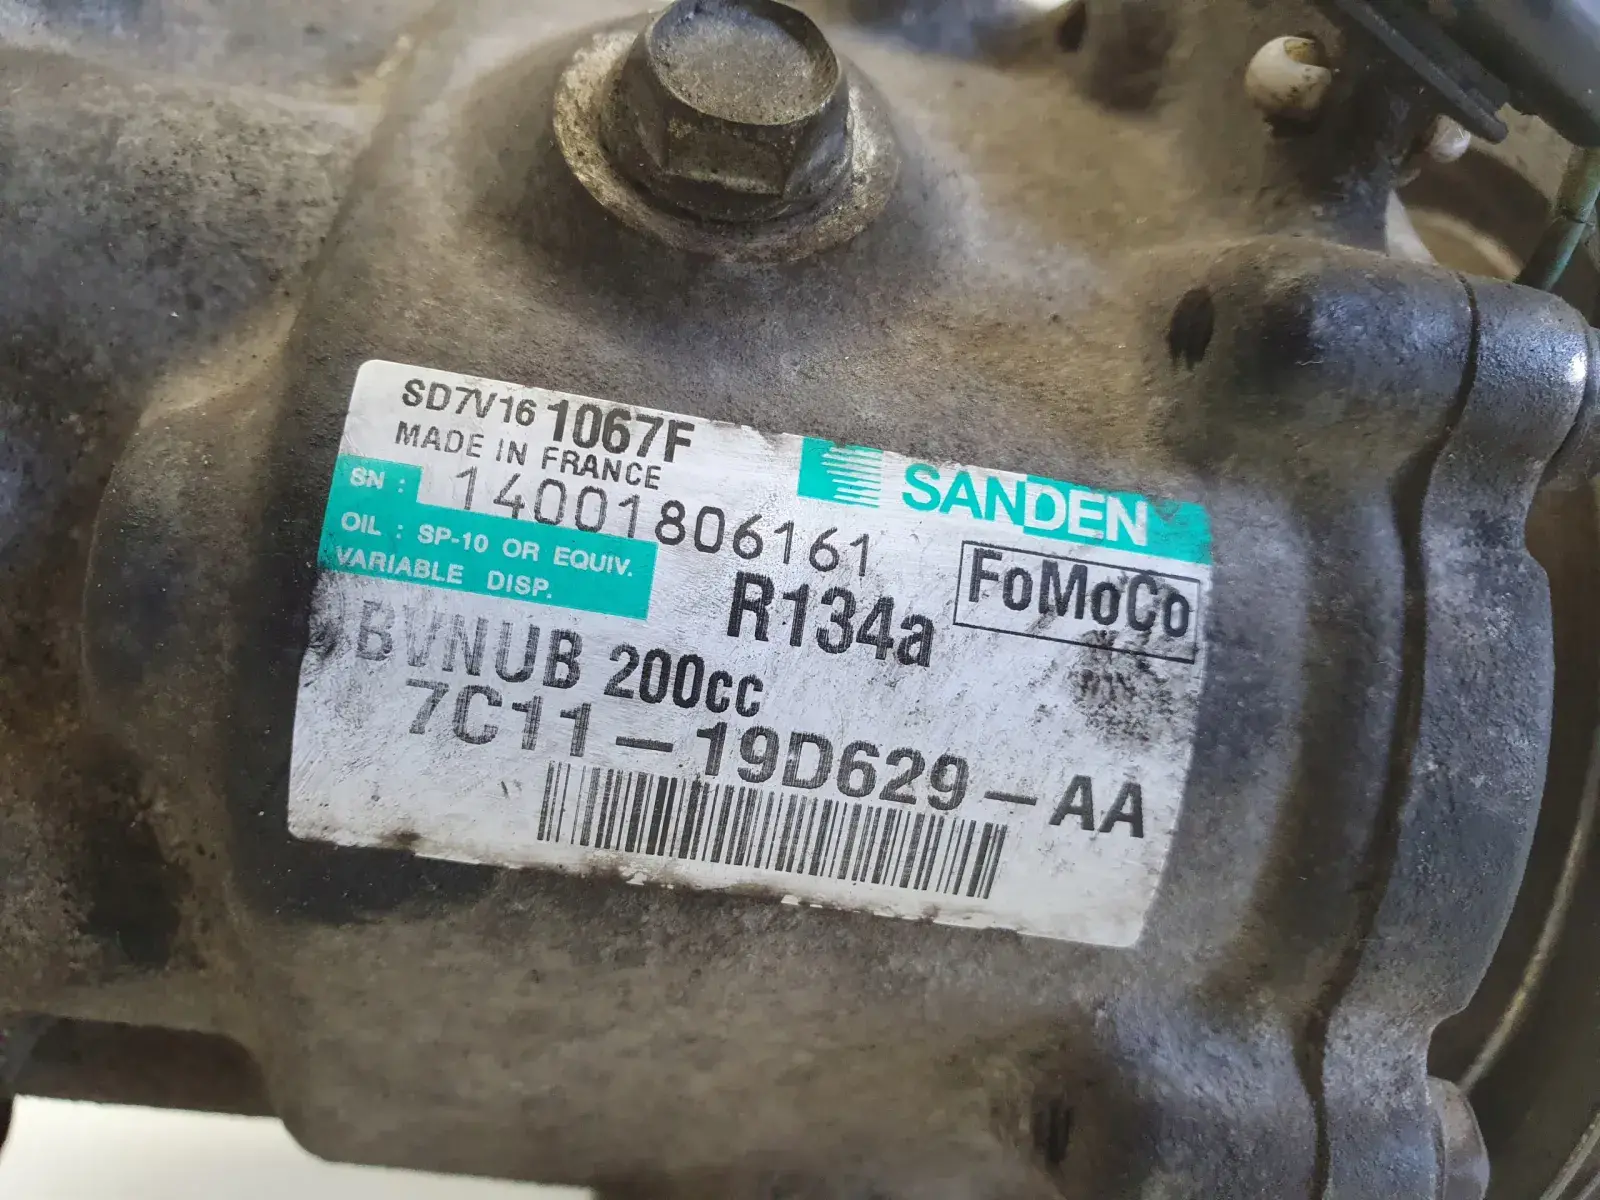 SD7V16 1067F
MADE IN FRANCE
SANDEN
SN : 14001806161
OIL : SP-10 OR EQUIV.
VARIABLE DISP.
R134a
FoMoCo
BVNUB 200cc
7C11-19D629-AA